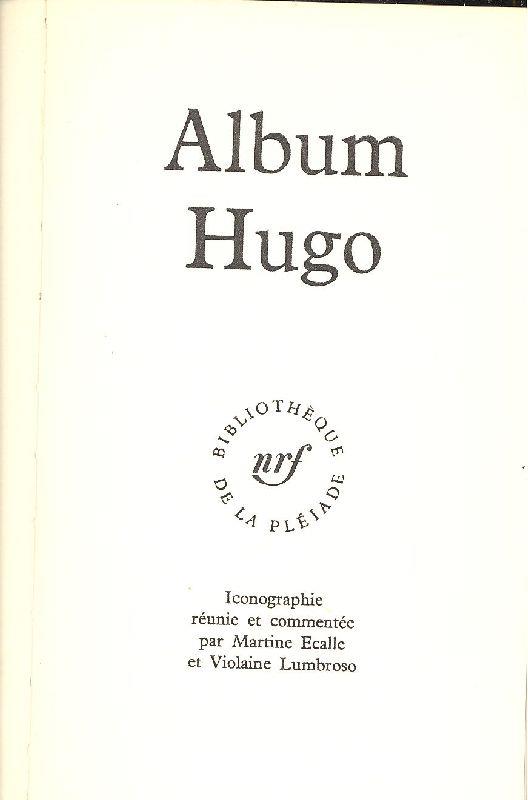 Album
Hugo
BIBLIOTHÈQUE
DE LA PLÉIADE
nrf
Iconographie
réunie et commentée
par Martine Ecalle
et Violaine Lumbroso